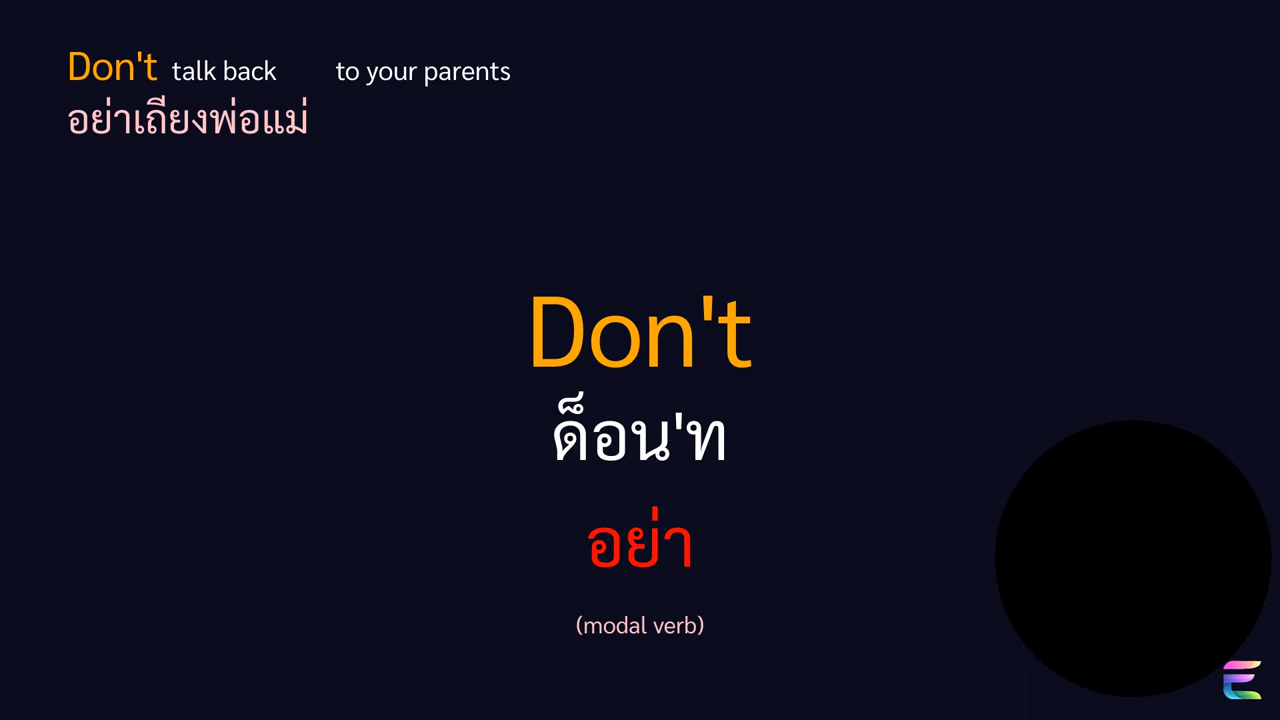 Don't talk back to your parents
อย่าเถียงพ่อแม่
Don't
ด็อน'ท
อย่า
(modal verb)